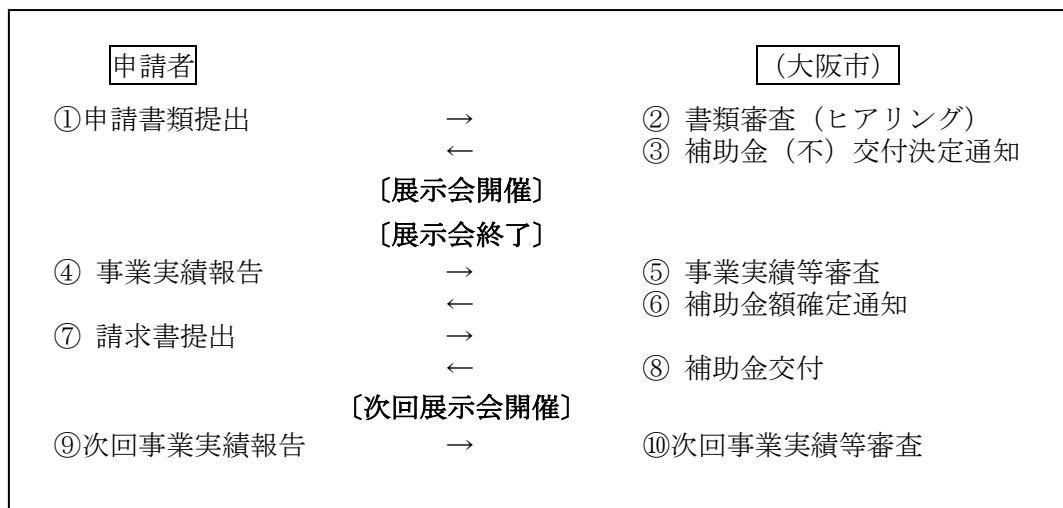 申請者 (大阪市)
①申請書類提出 → ② 書類審査（ヒアリング）
← ③ 補助金（不）交付決定通知
〔展示会開催〕
〔展示会終了〕
④ 事業実績報告 → ⑤ 事業実績等審査
← ⑥ 補助金額確定通知
⑦ 請求書提出 →
← ⑧ 補助金交付
〔次回展示会開催〕
⑨次回事業実績報告 → ⑩次回事業実績等審査